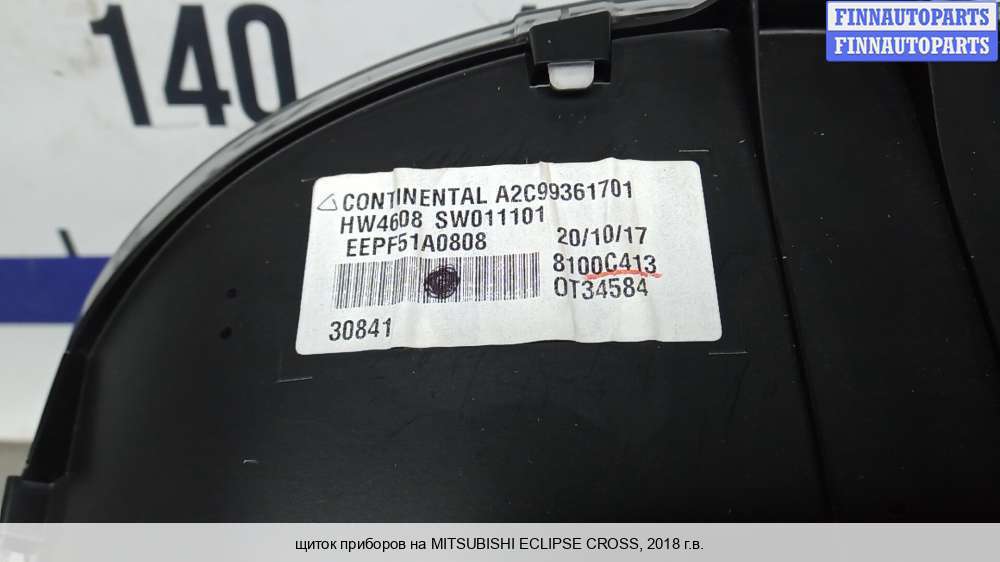 140
FINNAUTOPARTS
FINNAUTOPARTS
CONTINENTAL A2C99361701
HW4608 SW011101
EEPF51A0808 20/10/17
8100C413
0T34584
30841
щиток приборов на MITSUBISHI ECLIPSE CROSS, 2018 г.в.